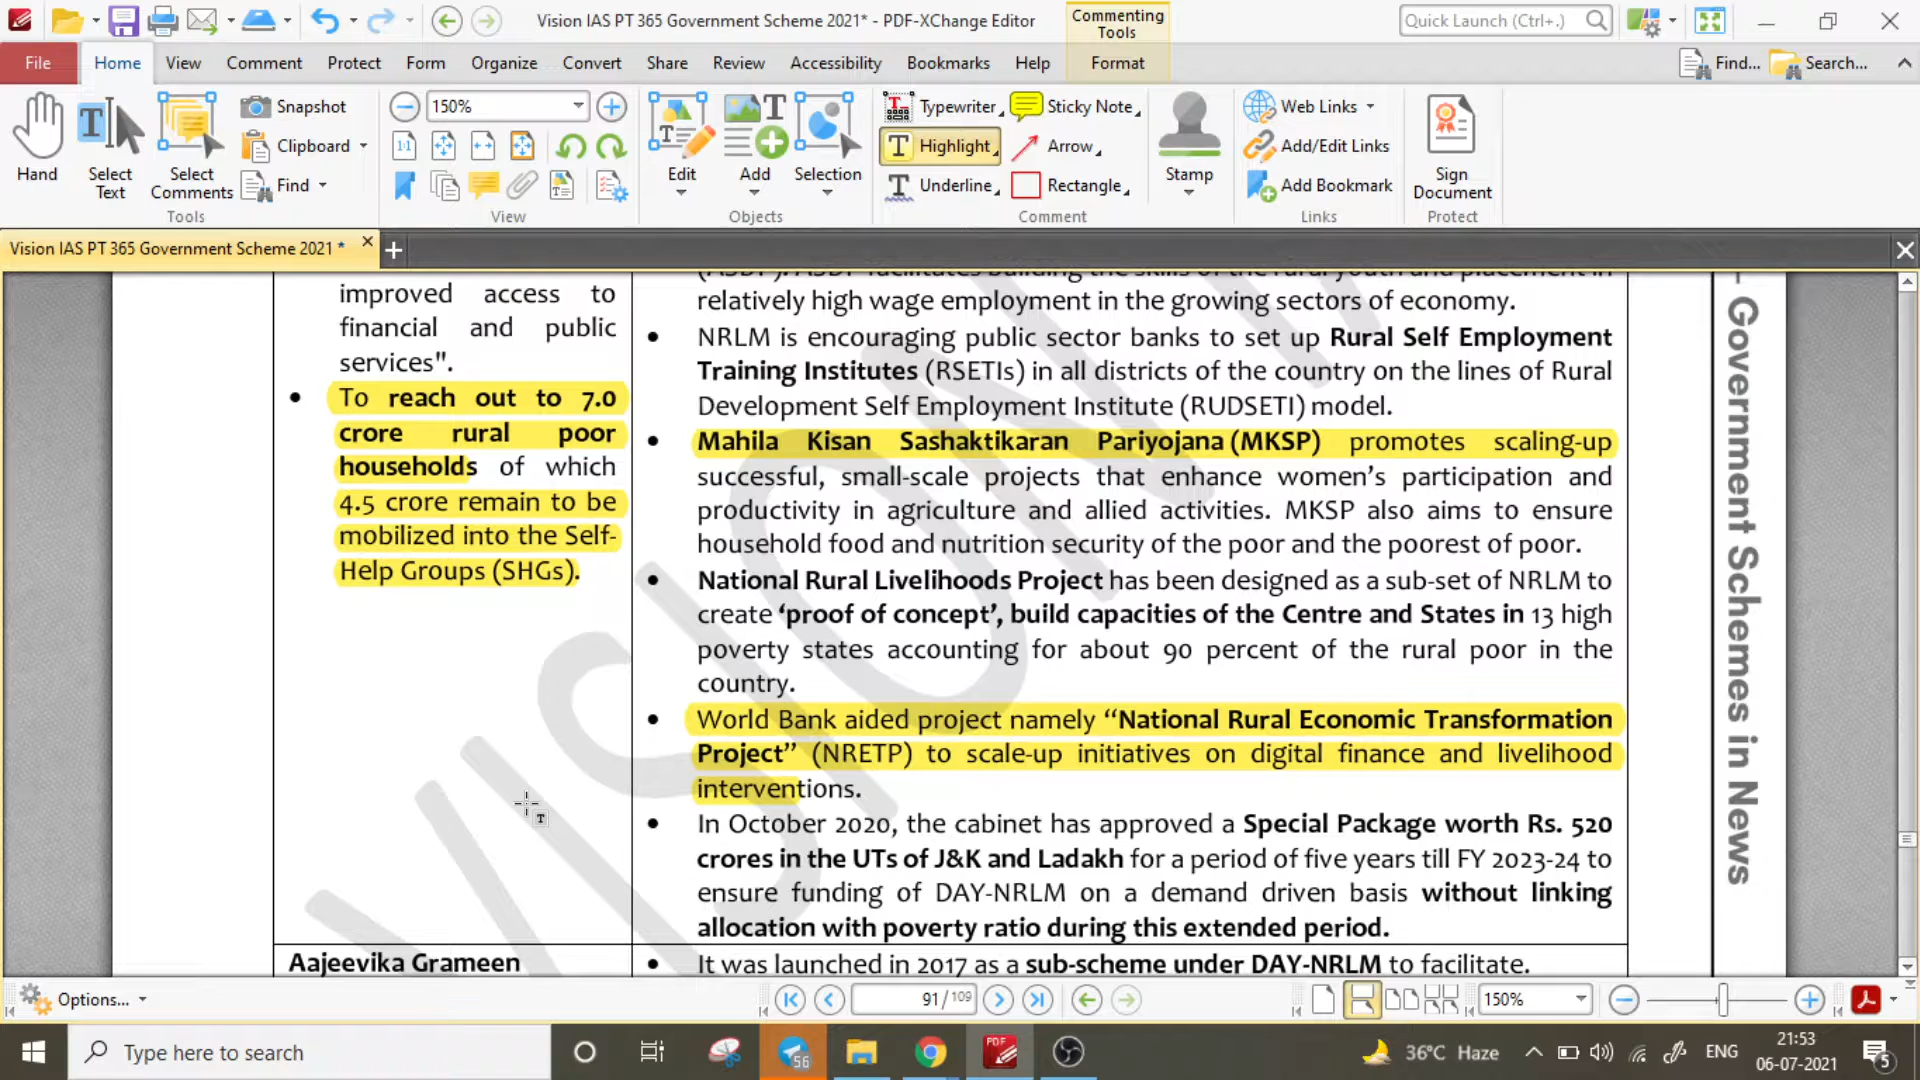 Vision IAS PT 365 Government Scheme 2021* - PDF-XChange Editor
Commenting Tools
Quick Launch (Ctrl+.)
File Home View Comment Protect Form Organize Convert Share Review Accessibility Bookmarks Help Format Find... Search...
Hand
Select Text
Select Comments
Snapshot
Clipboard
Find
Tools
150%
View
Edit
Add
Selection
Objects
Typewriter
Highlight
Underline
Sticky Note
Arrow
Rectangle
Stamp
Comment
Web Links
Add/Edit Links
Add Bookmark
Links
Sign Document
Protect
Vision IAS PT 365 Government Scheme 2021 *
improved access to
financial and public
services".
• To reach out to 7.0
crore rural poor
households of which
4.5 crore remain to be
mobilized into the Self-
Help Groups (SHGs).
relatively high wage employment in the growing sectors of economy.
• NRLM is encouraging public sector banks to set up Rural Self Employment
Training Institutes (RSETIs) in all districts of the country on the lines of Rural
Development Self Employment Institute (RUDSETI) model.
• Mahila Kisan Sashaktikaran Pariyojana (MKSP) promotes scaling-up
successful, small-scale projects that enhance women's participation and
productivity in agriculture and allied activities. MKSP also aims to ensure
household food and nutrition security of the poor and the poorest of poor.
• National Rural Livelihoods Project has been designed as a sub-set of NRLM to
create 'proof of concept', build capacities of the Centre and States in 13 high
poverty states accounting for about 90 percent of the rural poor in the
country.
• World Bank aided project namely "National Rural Economic Transformation
Project" (NRETP) to scale-up initiatives on digital finance and livelihood
interventions.
• In October 2020, the cabinet has approved a Special Package worth Rs. 520
crores in the UTs of J&K and Ladakh for a period of five years till FY 2023-24 to
ensure funding of DAY-NRLM on a demand driven basis without linking
allocation with poverty ratio during this extended period.
Aajeevika Grameen
• It was launched in 2017 as a sub-scheme under DAY-NRLM to facilitate.
– Government Schemes in News
VISION
Options...
91 / 109
150%
Type here to search
56
PDF
36°C Haze
ENG
21:53
06-07-2021
5